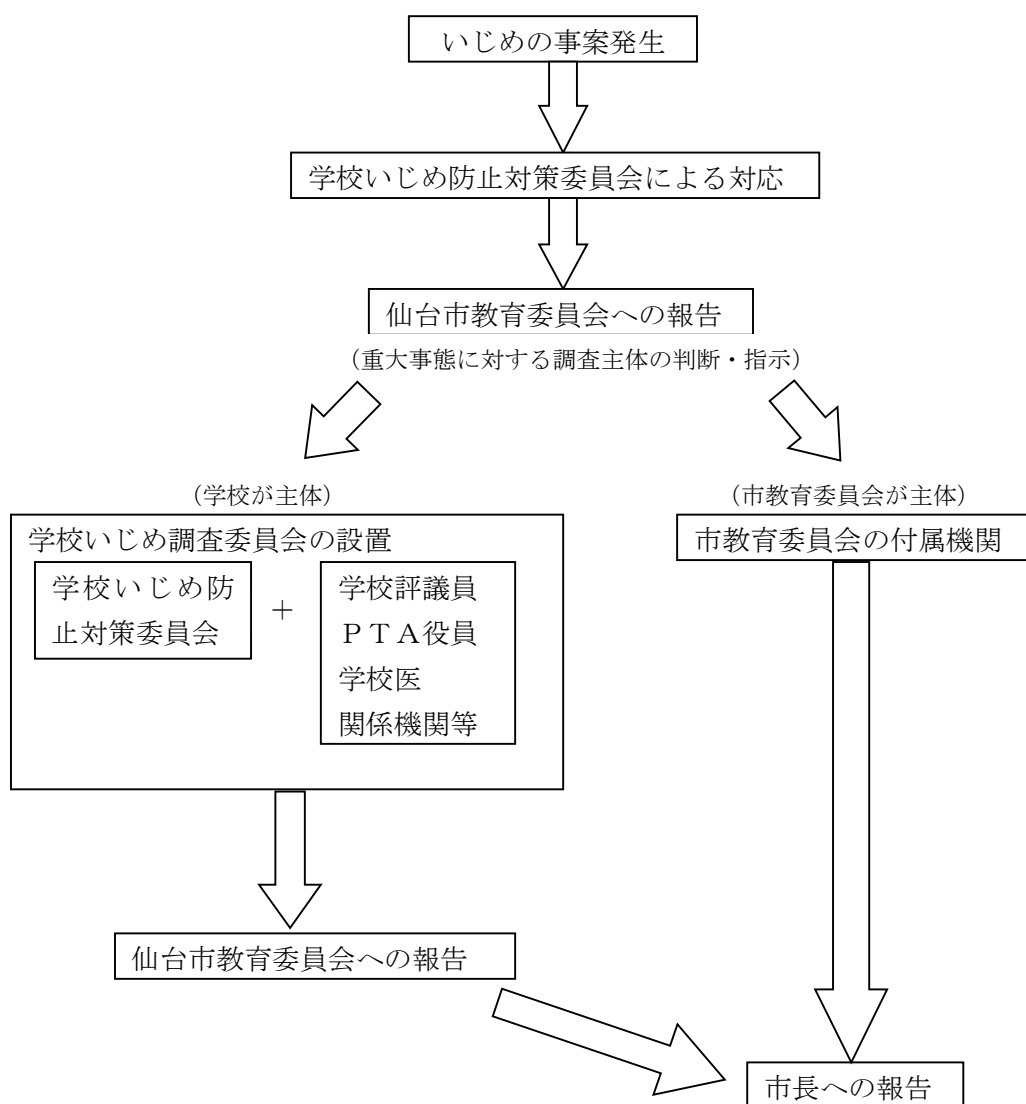 いじめの事案発生
学校いじめ防止対策委員会による対応
仙台市教育委員会への報告
（重大事態に対する調査主体の判断・指示）
（学校が主体）
学校いじめ調査委員会の設置
学校いじめ防
止対策委員会
＋
学校評議員
ＰＴＡ役員
学校医
関係機関等
仙台市教育委員会への報告
（市教育委員会が主体）
市教育委員会の付属機関
市長への報告